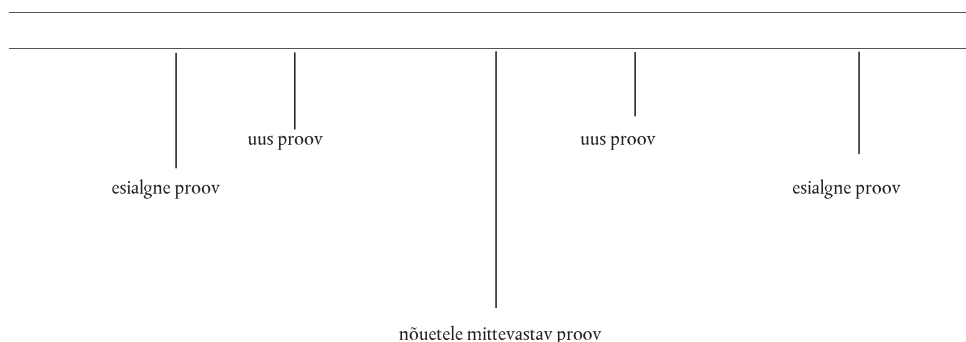 uus proov
uus proov
esialgne proov
esialgne proov
nõuetele mittevastav proov